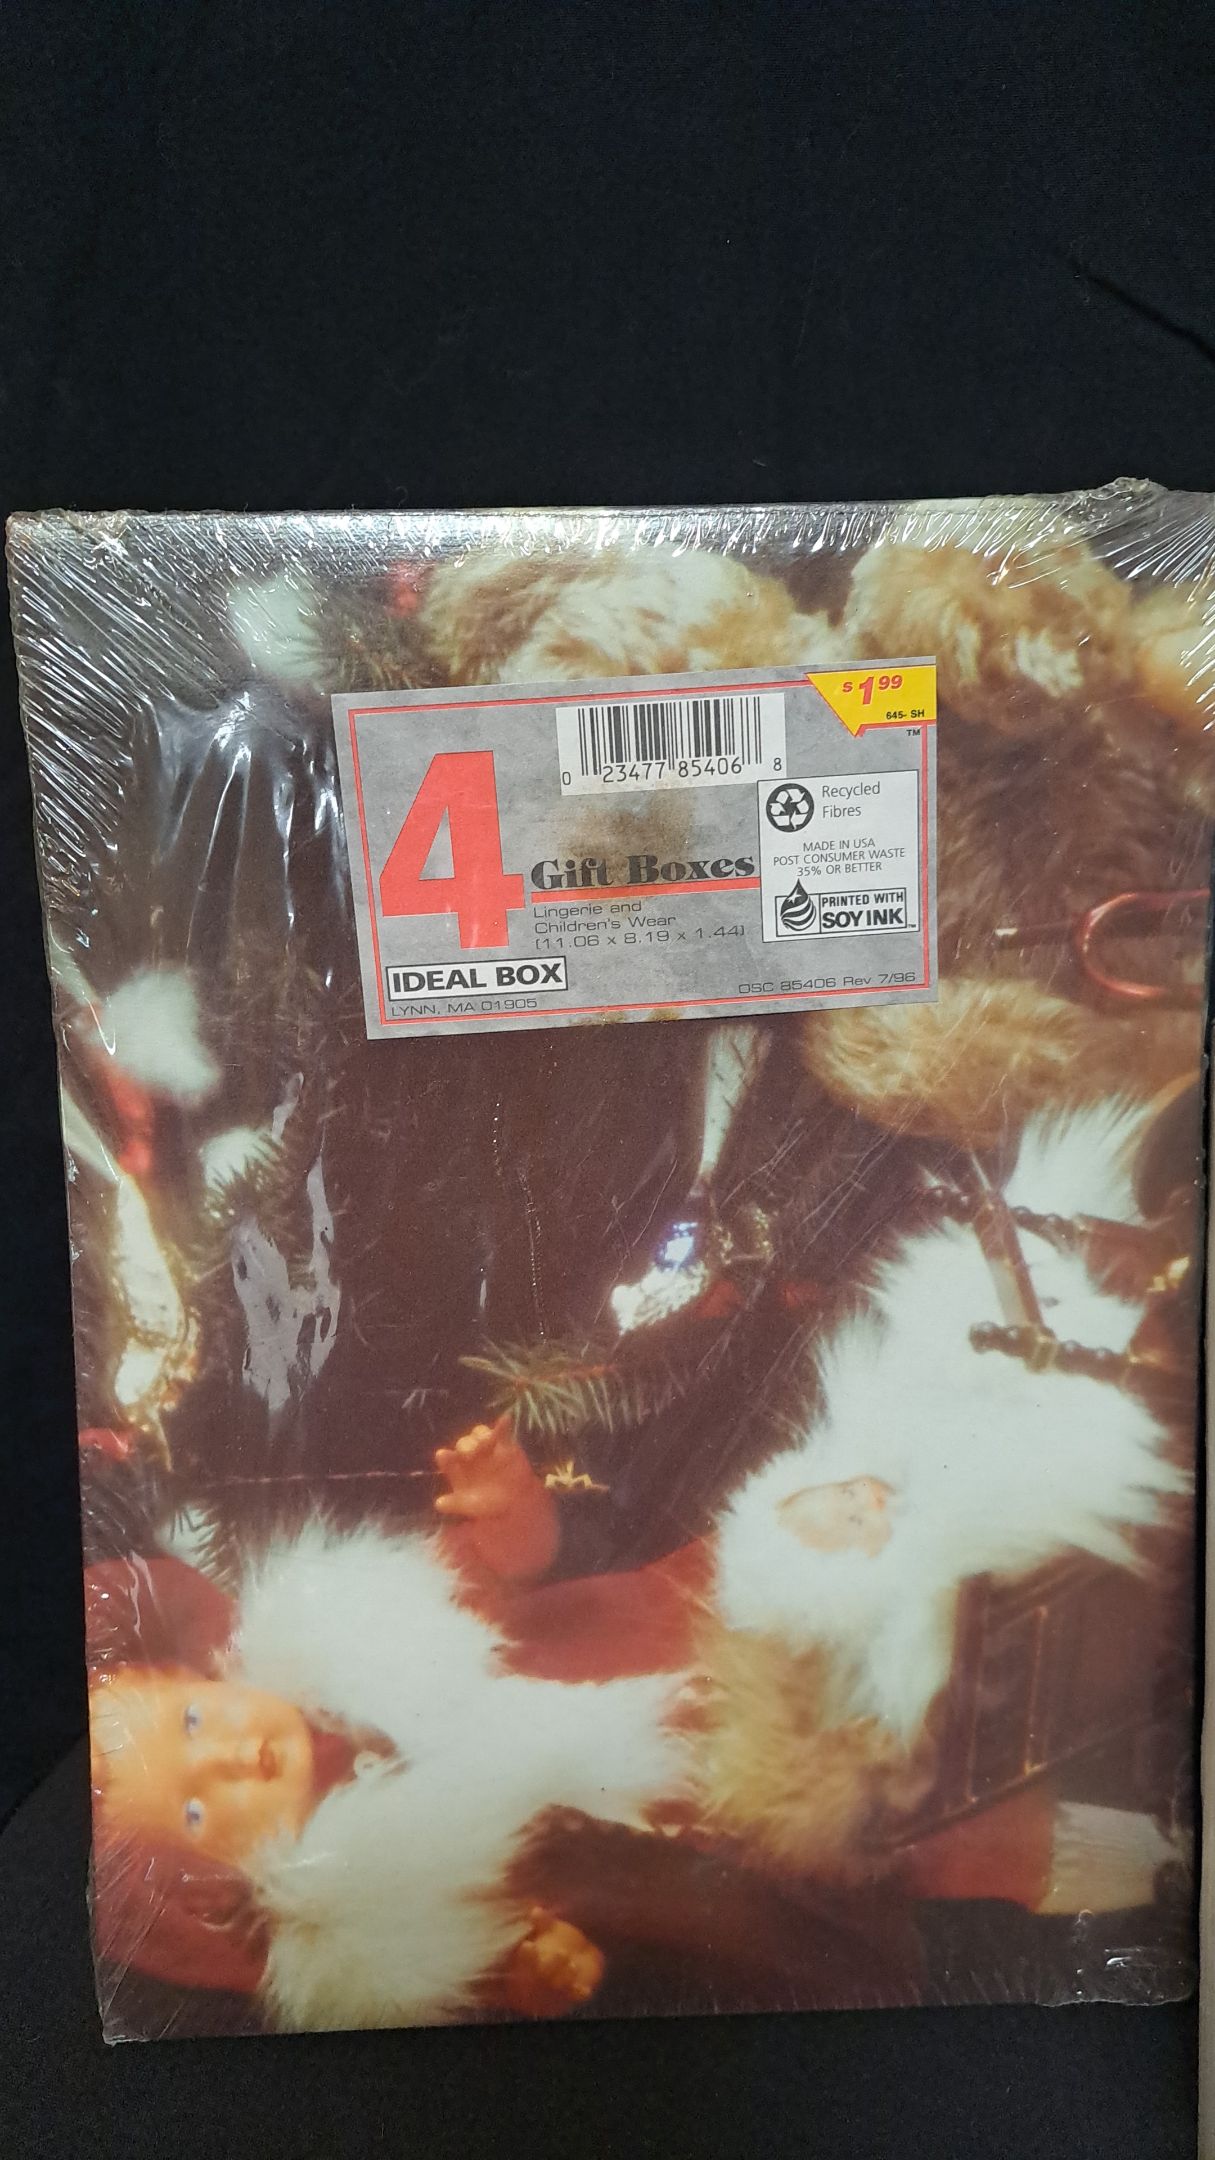 $1.99
645- SH
TM
0 23477 85406 8
4
Gift Boxes
Lingerie and
Children's Wear
(11.06 x 8.19 x 1.44)
Recycled
Fibres
MADE IN USA
POST CONSUMER WASTE
35% OR BETTER
PRINTED WITH
SOY INK TM
IDEAL BOX
LYNN, MA 01905
OSC 85406 Rev 7/96